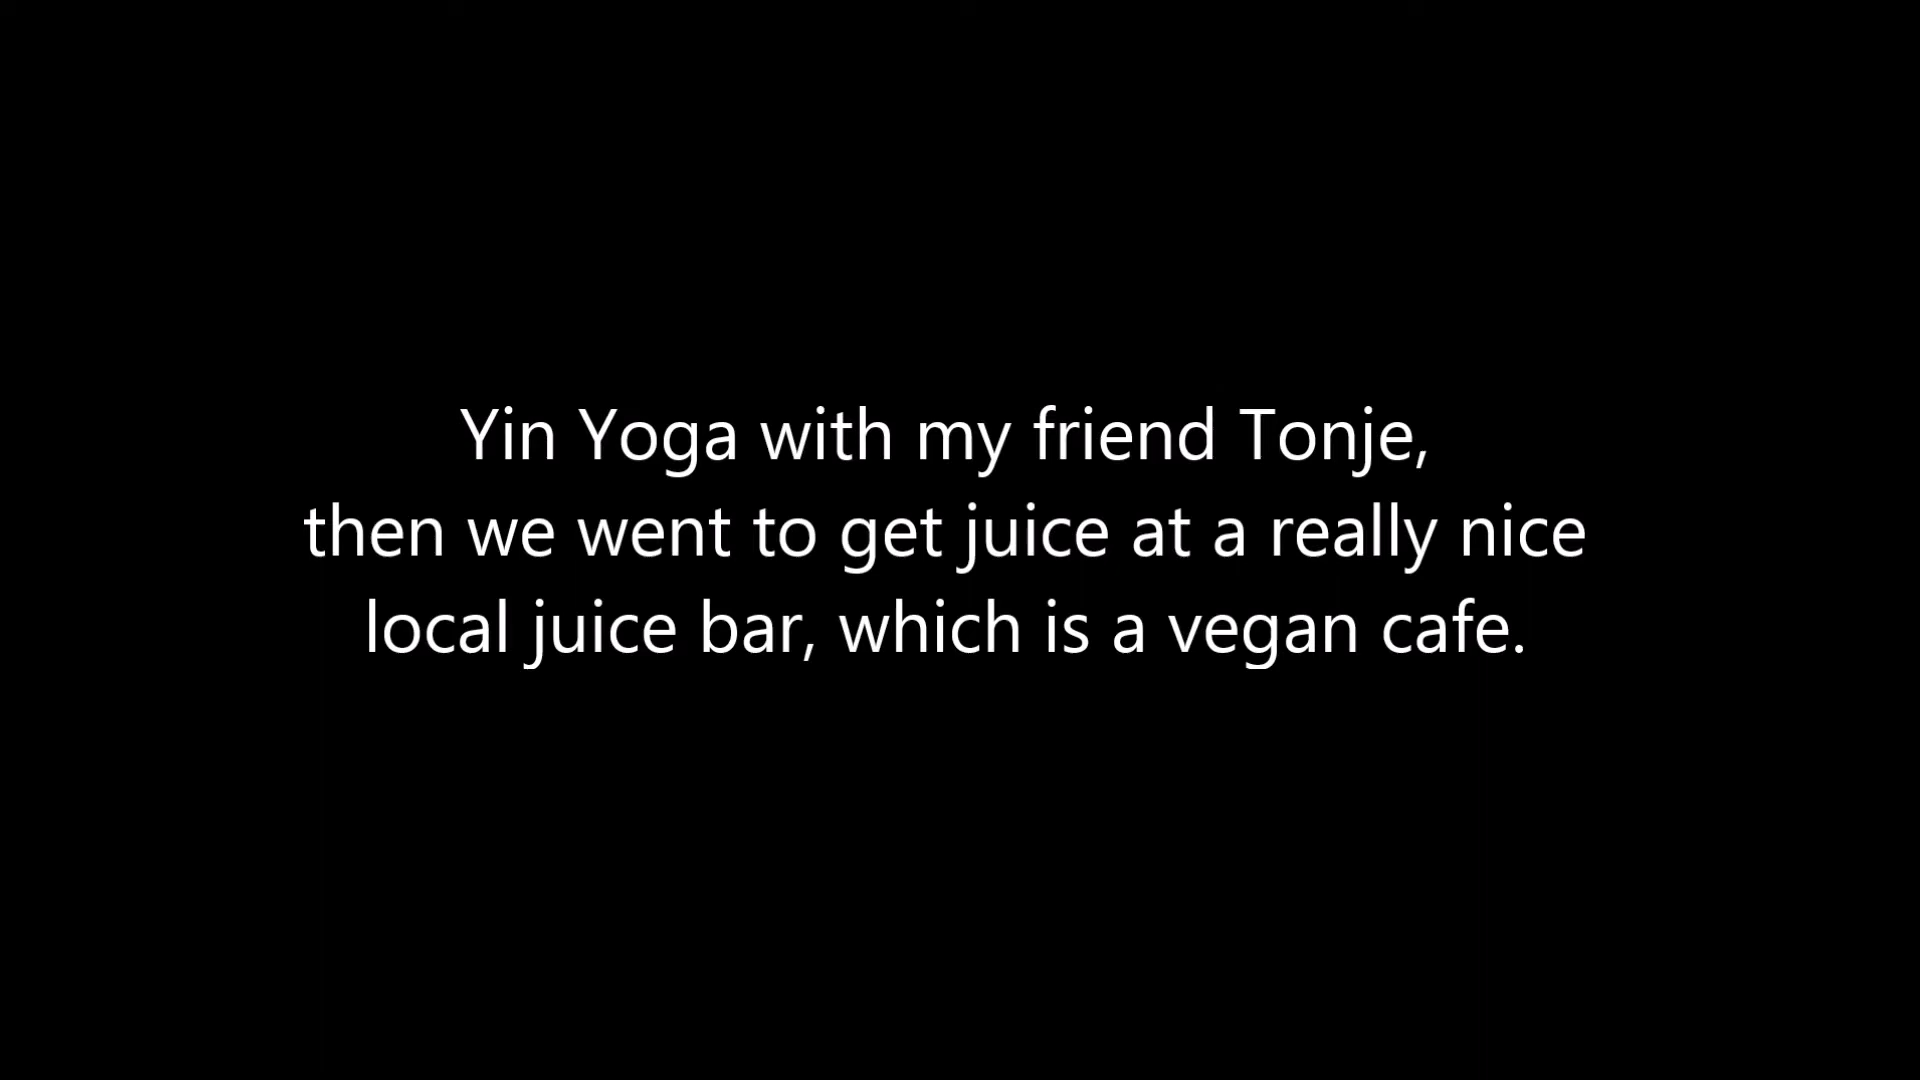 Yin Yoga with my friend Tonje,
then we went to get juice at a really nice
local juice bar, which is a vegan cafe.